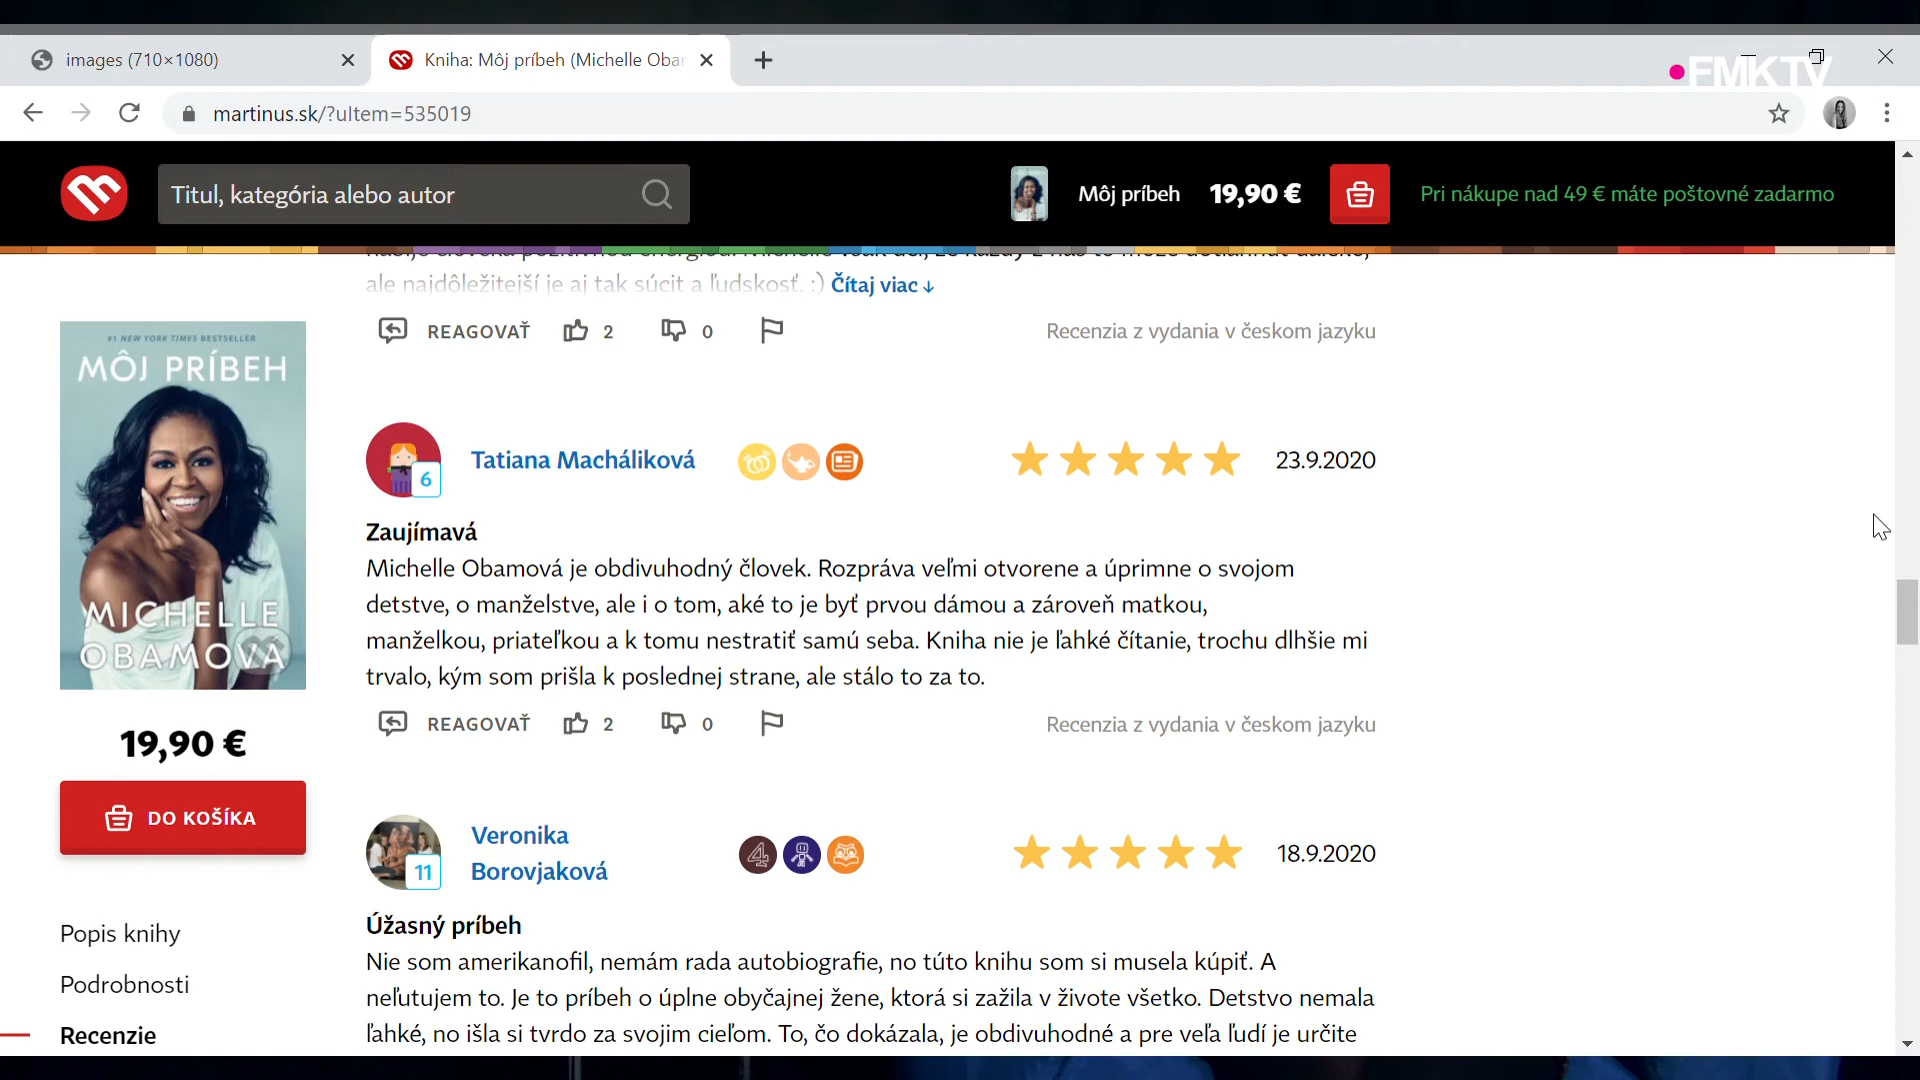 images (710×1080)
Kniha: Môj príbeh (Michelle Obam
FMKTV
martinus.sk/?uItem=535019
Titul, kategória alebo autor
Môj príbeh
19,90 €
Pri nákupe nad 49 € máte poštovné zadarmo
ale najdôležitejší je aj tak súcit a ľudskosť. :) Čítaj viac ↓
REAGOVAŤ
2
0
Recenzia z vydania v českom jazyku
#1 NEW YORK TIMES BESTSELLER
MÔJ PRÍBEH
MICHELLE
OBAMOVÁ
19,90 €
DO KOŠÍKA
Popis knihy
Podrobnosti
Recenzie
6
Tatiana Macháliková
23.9.2020
Zaujímavá
Michelle Obamová je obdivuhodný človek. Rozpráva veľmi otvorene a úprimne o svojom
detstve, o manželstve, ale i o tom, aké to je byť prvou dámou a zároveň matkou,
manželkou, priateľkou a k tomu nestratiť samú seba. Kniha nie je ľahké čítanie, trochu dlhšie mi
trvalo, kým som prišla k poslednej strane, ale stálo to za to.
REAGOVAŤ
2
0
Recenzia z vydania v českom jazyku
11
Veronika
Borovjaková
4
18.9.2020
Úžasný príbeh
Nie som amerikanofil, nemám rada autobiografie, no túto knihu som si musela kúpiť. A
neľutujem to. Je to príbeh o úplne obyčajnej žene, ktorá si zažila v živote všetko. Detstvo nemala
ľahké, no išla si tvrdo za svojim cieľom. To, čo dokázala, je obdivuhodné a pre veľa ľudí je určite